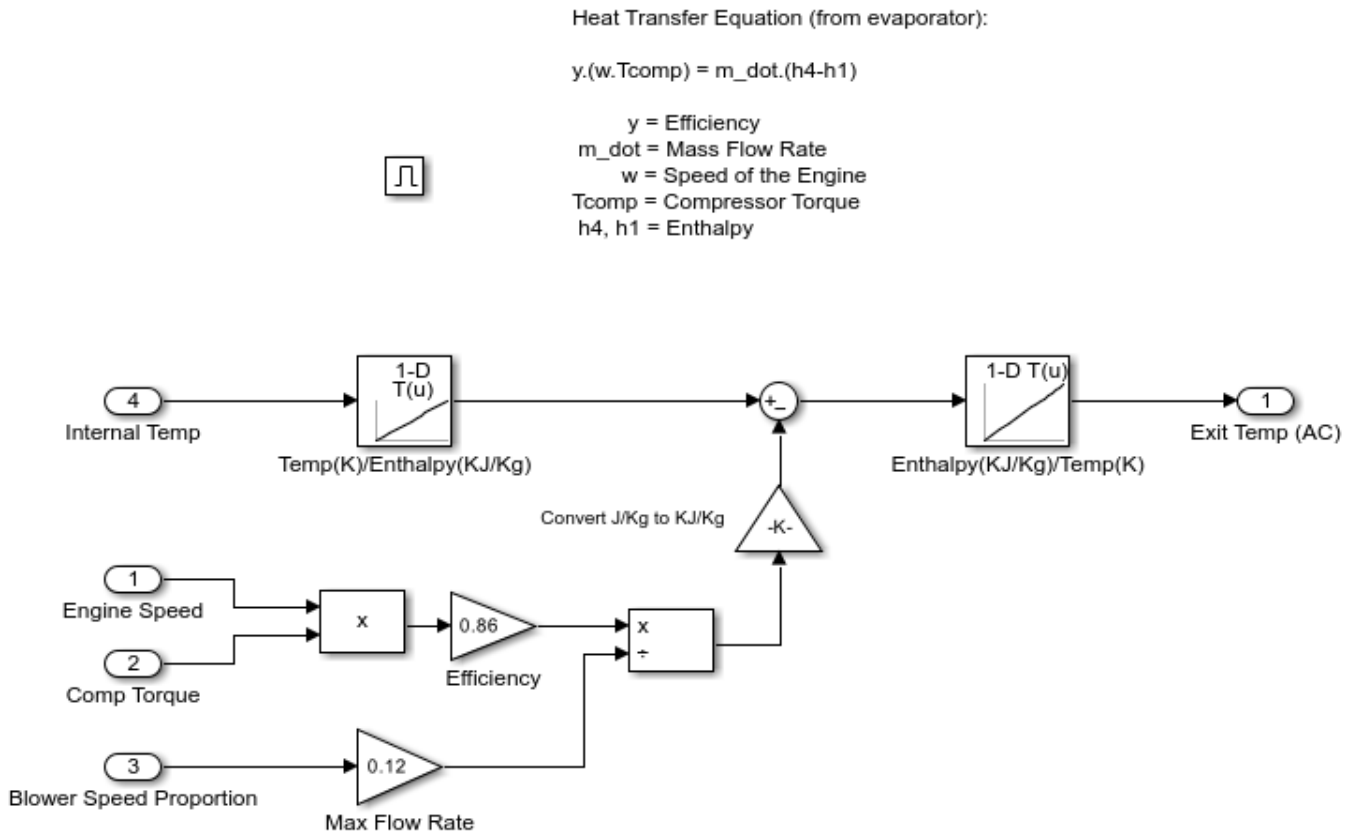 Heat Transfer Equation (from evaporator):
y.(w.Tcomp) = m_dot.(h4-h1)
y = Efficiency
m_dot = Mass Flow Rate
w = Speed of the Engine
Tcomp = Compressor Torque
h4, h1 = Enthalpy
1-D
T(u)
1-D T(u)
4
+-
1
Internal Temp
Exit Temp (AC)
Temp(K)/Enthalpy(KJ/Kg)
Enthalpy(KJ/Kg)/Temp(K)
Convert J/Kg to KJ/Kg
-K-
1
Engine Speed
x
0.86
x
÷
2
Comp Torque
Efficiency
3
0.12
Blower Speed Proportion
Max Flow Rate